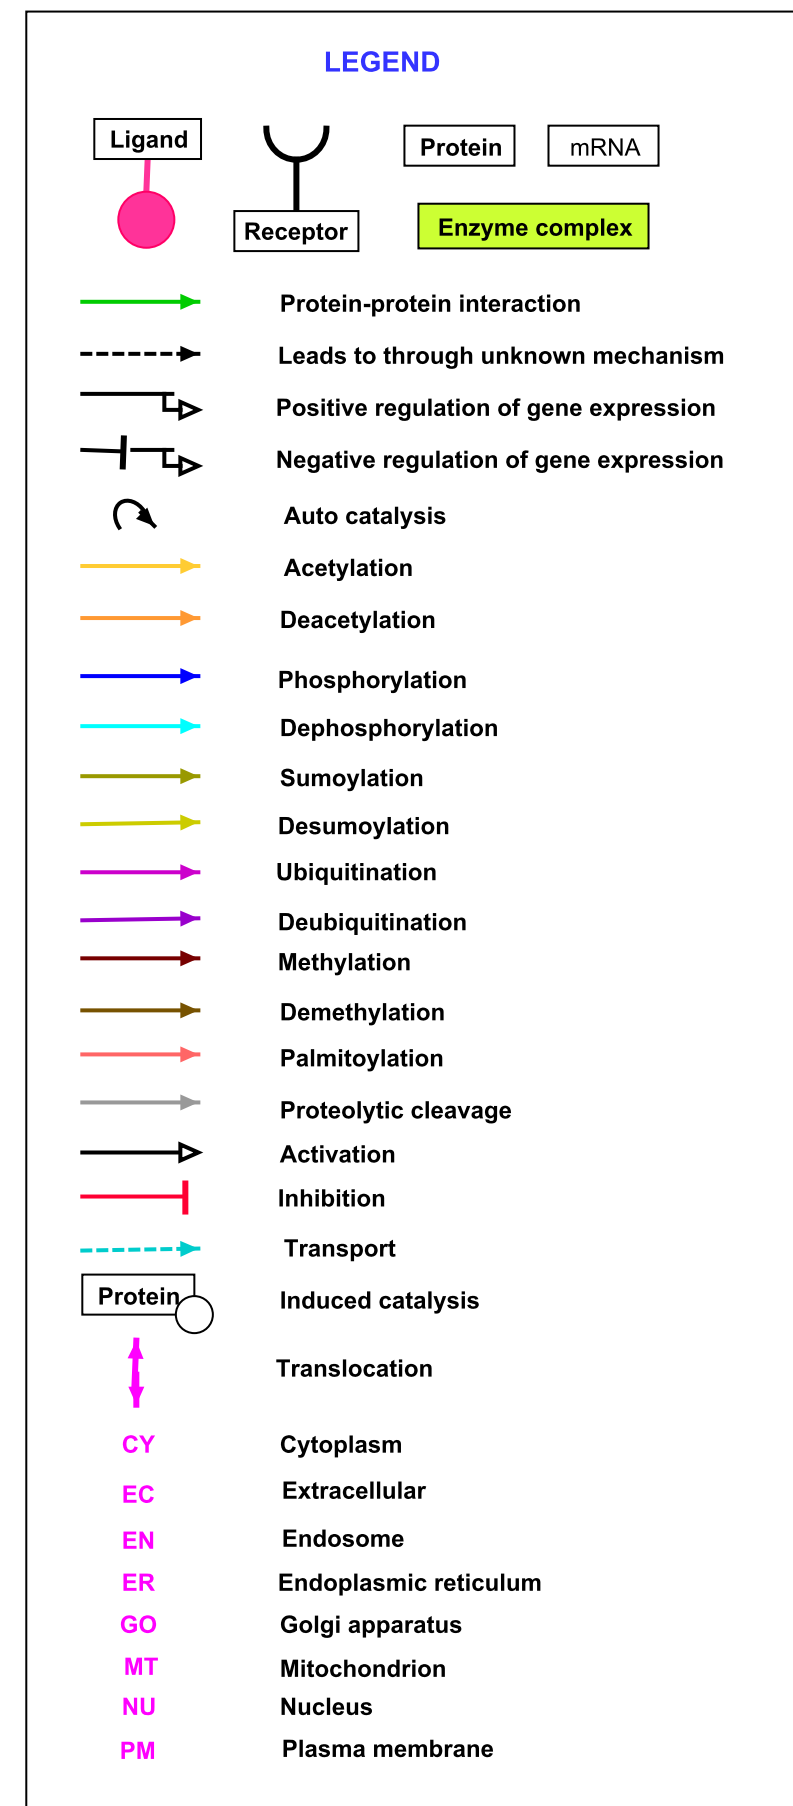 LEGEND
Ligand
Protein
mRNA
Receptor
Enzyme complex
Protein-protein interaction
Leads to through unknown mechanism
Positive regulation of gene expression
Negative regulation of gene expression
Auto catalysis
Acetylation
Deacetylation
Phosphorylation
Dephosphorylation
Sumoylation
Desumoylation
Ubiquitination
Deubiquitination
Methylation
Demethylation
Palmitoylation
Proteolytic cleavage
Activation
Inhibition
Transport
Protein Induced catalysis
Translocation
CY Cytoplasm
EC Extracellular
EN Endosome
ER Endoplasmic reticulum
GO Golgi apparatus
MT Mitochondrion
NU Nucleus
PM Plasma membrane